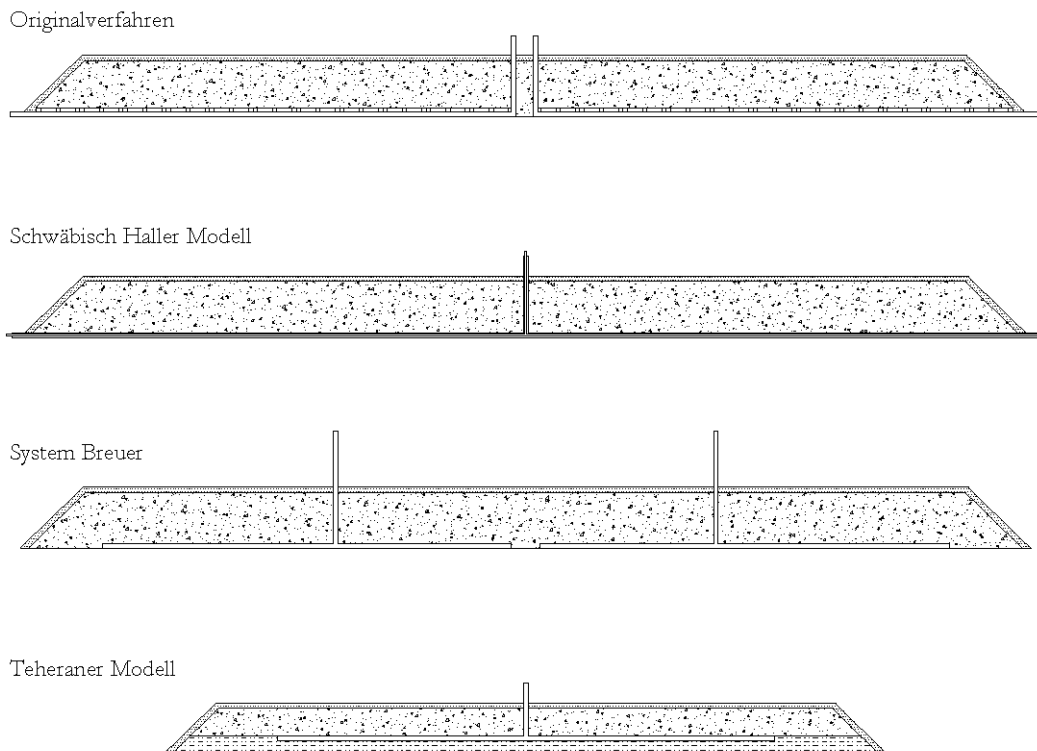 Originalverfahren
Schwäbisch Haller Modell
System Breuer
Teheraner Modell